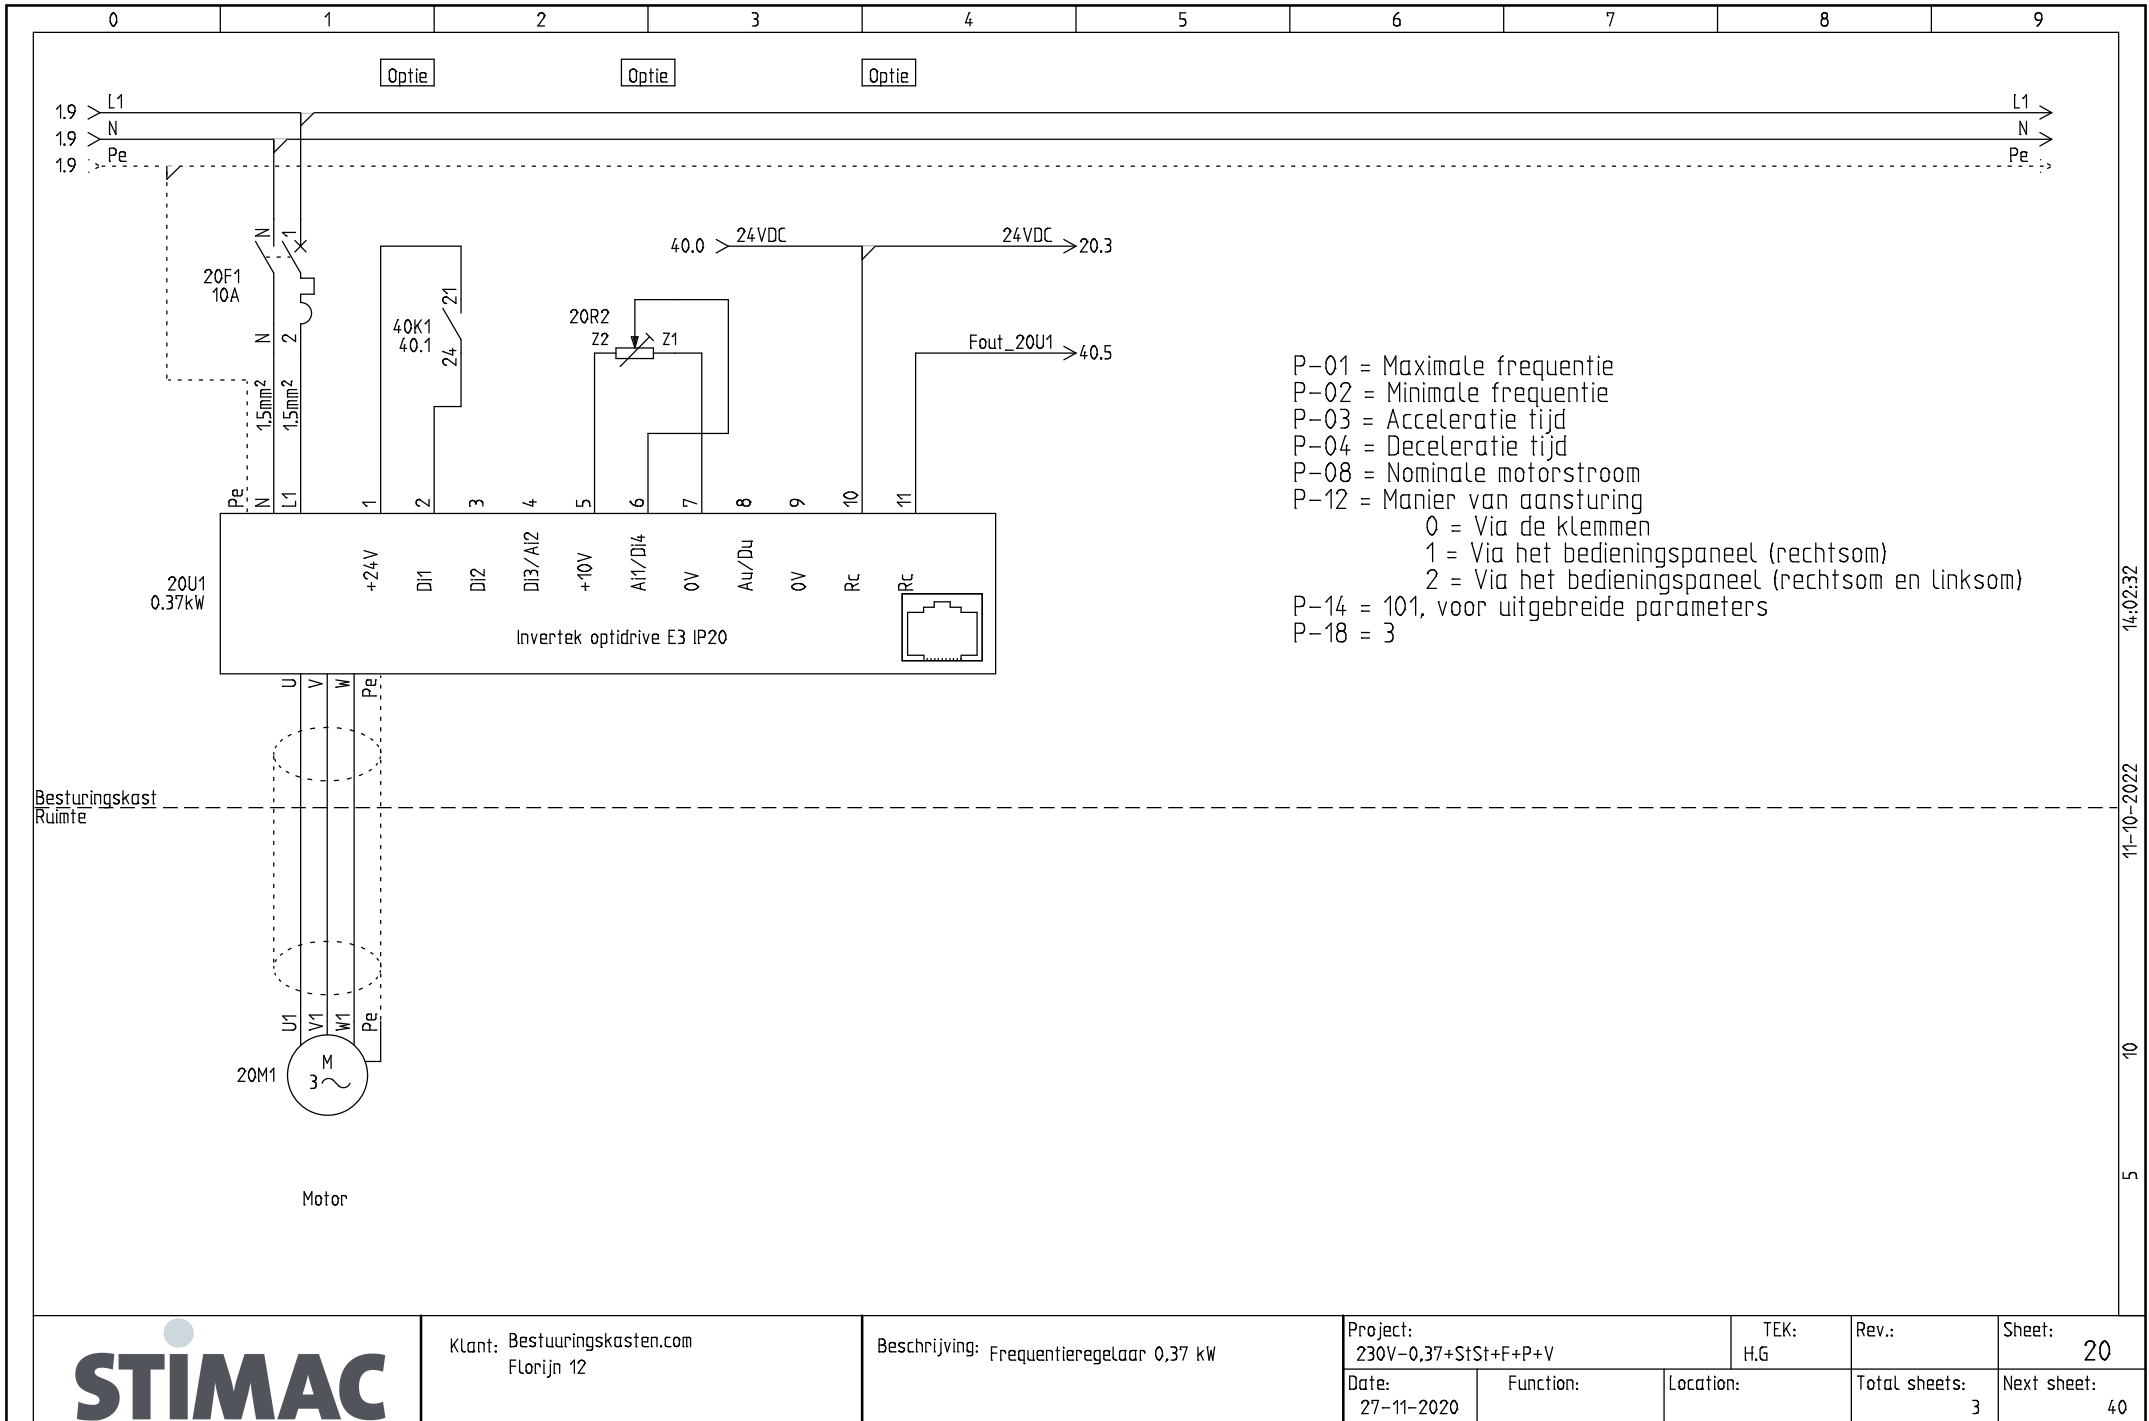 0 1 2 3 4 5 6 7 8 9
Optie Optie Optie
1.9 L1 L1
1.9 N N
1.9 Pe Pe
N 1
20F1
10A
N 2
1.5mm² 1.5mm²
21
40K1
40.1
24
40.0 24VDC 24VDC 20.3
20R2
Z2 Z1
Fout_20U1 40.5
P-01 = Maximale frequentie
P-02 = Minimale frequentie
P-03 = Acceleratie tijd
P-04 = Deceleratie tijd
P-08 = Nominale motorstroom
P-12 = Manier van aansturing
0 = Via de klemmen
1 = Via het bedieningspaneel (rechtsom)
2 = Via het bedieningspaneel (rechtsom en linksom)
P-14 = 101, voor uitgebreide parameters
P-18 = 3
Pe N L1 1 2 3 4 5 6 7 8 9 10 11
+24V Di1 Di2 Di3/Ai2 +10V Ai1/Di4 0V Au/Du 0V Rc Rc
20U1
0.37kW
Invertek optidrive E3 IP20
U V W Pe
Besturingskast
Ruimte
U1 V1 W1 Pe
20M1
M
3
Motor
14:02:32
11-10-2022
10
5
STIMAC
Klant: Bestuuringskasten.com
Florijn 12
Beschrijving: Frequentieregelaar 0,37 kW
Project:
230V-0,37+StSt+F+P+V
TEK:
H.G
Rev.:
Sheet:
20
Date:
27-11-2020
Function:
Location:
Total sheets:
3
Next sheet:
40